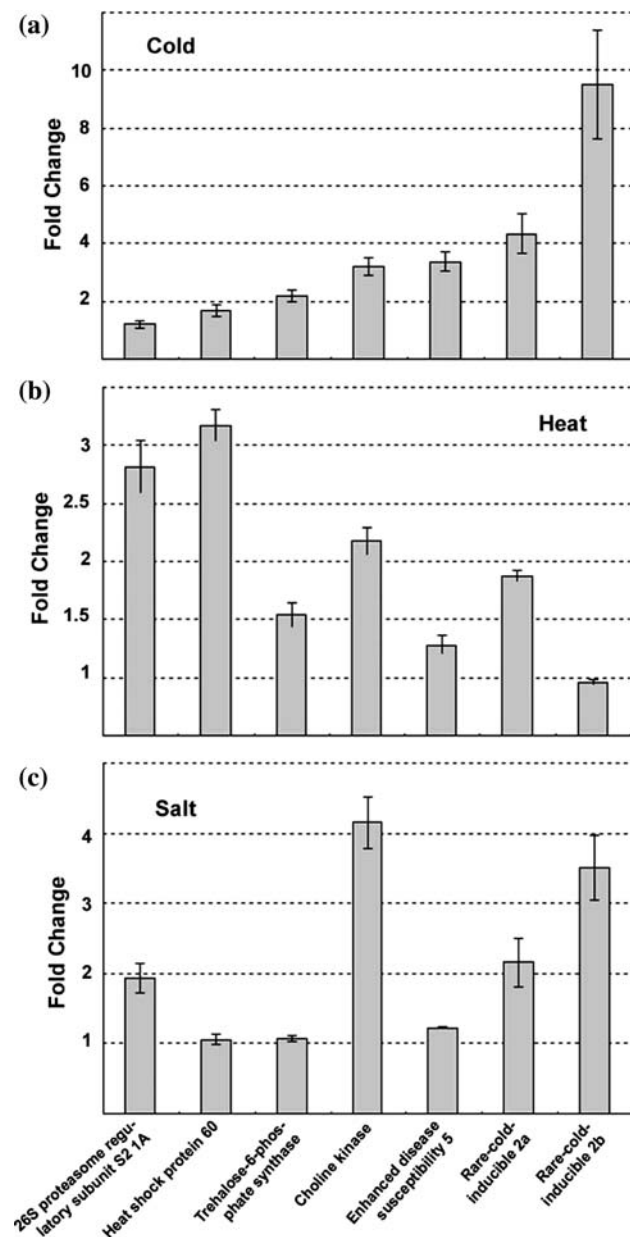 (a)
Cold
Fold Change
10
8
6
4
2
(b)
Heat
Fold Change
3
2.5
2
1.5
1
(c)
Salt
Fold Change
4
3
2
1
26S proteasome regu-
latory subunit S2 1A
Heat shock protein 60
Trehalose-6-phos-
phate synthase
Choline kinase
Enhanced disease
susceptibility 5
Rare-cold-
inducible 2a
Rare-cold-
inducible 2b